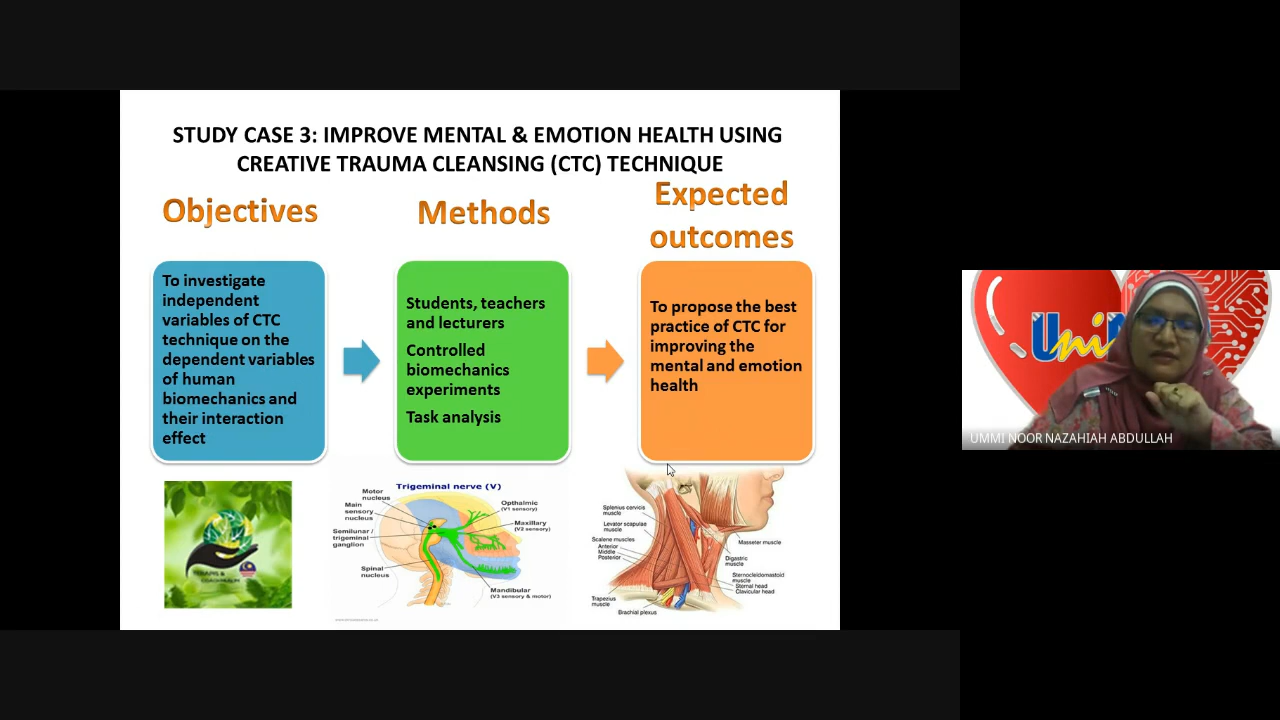 STUDY CASE 3: IMPROVE MENTAL & EMOTION HEALTH USING
CREATIVE TRAUMA CLEANSING (CTC) TECHNIQUE
Objectives
Methods
Expected
outcomes
To investigate
independent
variables of CTC
technique on the
dependent variables
of human
biomechanics and
their interaction
effect
Students, teachers
and lecturers
Controlled
biomechanics
experiments
Task analysis
To propose the best
practice of CTC for
improving the
mental and emotion
health
Trigeminal nerve (V)
Motor
nucleus
Main
sensory
nucleus
Semilunar /
trigeminal
ganglion
Spinal
nucleus
Opthalmic
(V1 sensory)
Maxillary
(V2 sensory)
Mandibular
(V3 sensory & motor)
Splenius cervicis
muscle
Levator scapulae
muscle
Scalene muscles
Anterior
Middle
Posterior
Trapezius
muscle
Brachial plexus
Masseter muscle
Digastric
muscle
Sternocleidomastoid
muscle
Sternal head
Clavicular head
UMMI NOOR NAZAHIAH ABDULLAH